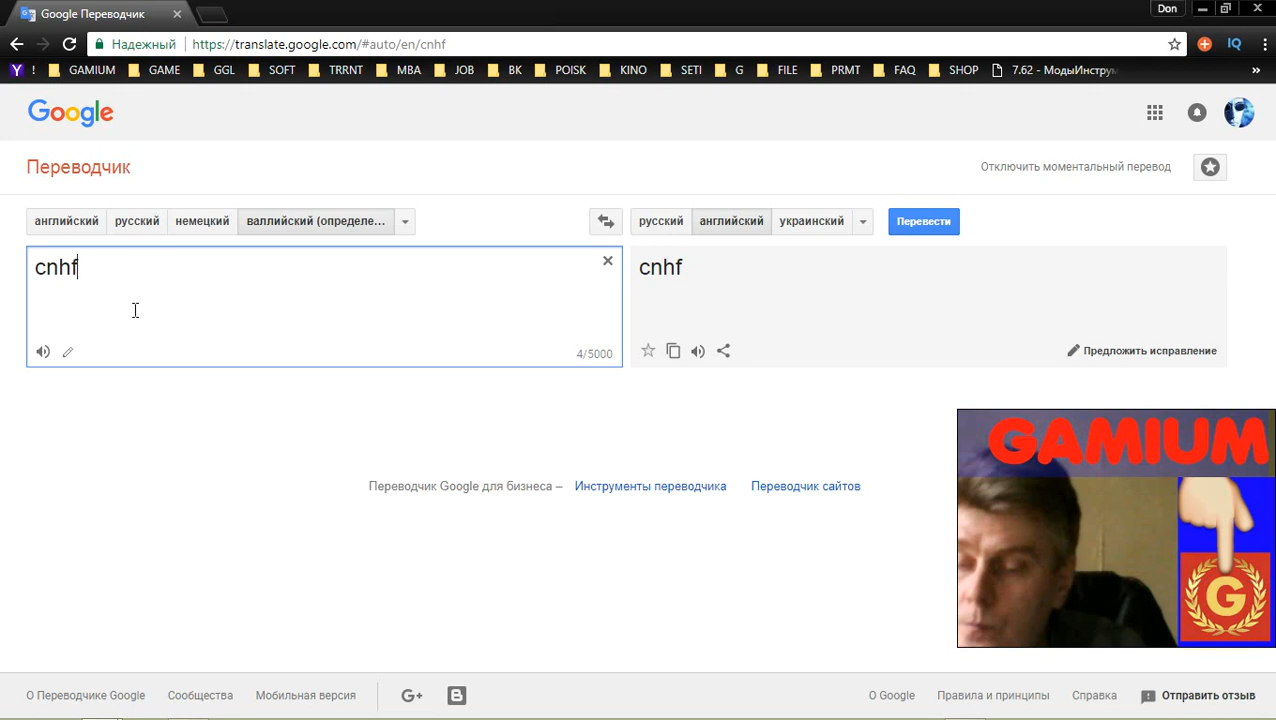 Google Переводчик
Don
Надежный https://translate.google.com/#auto/en/cnhf
Y ! GAMIUM GAME GGL SOFT TRRNT MBA JOB BK POISK KINO SETI G FILE PRMT FAQ SHOP 7.62 - МодыИнструм »
IQ
Google
Переводчик
Отключить моментальный перевод
английский русский немецкий валлийский (определе...
русский английский украинский Перевести
cnhf
cnhf
4/5000
Предложить исправление
GAMIUM
G
Переводчик Google для бизнеса – Инструменты переводчика Переводчик сайтов
О Переводчике Google Сообщества Мобильная версия G+ B О Google Правила и принципы Справка Отправить отзыв